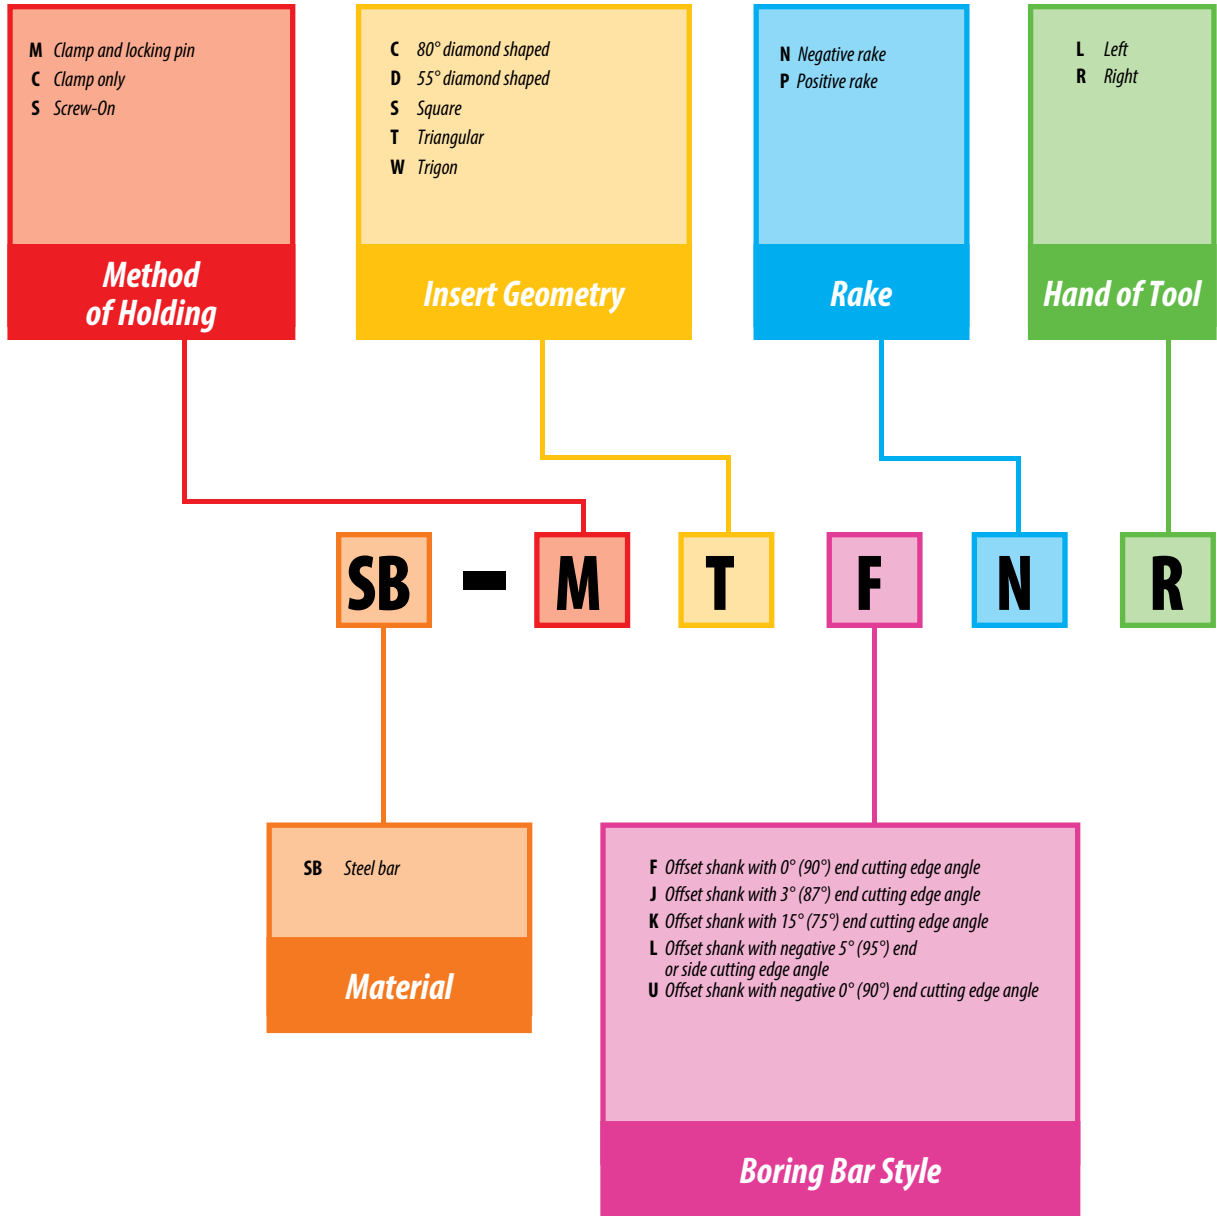 M Clamp and locking pin
C Clamp only
S Screw-On
Method
of Holding
C 80° diamond shaped
D 55° diamond shaped
S Square
T Triangular
W Trigon
Insert Geometry
N Negative rake
P Positive rake
Rake
L Left
R Right
Hand of Tool
SB - M T F N R
SB Steel bar
Material
F Offset shank with 0° (90°) end cutting edge angle
J Offset shank with 3° (87°) end cutting edge angle
K Offset shank with 15° (75°) end cutting edge angle
L Offset shank with negative 5° (95°) end
or side cutting edge angle
U Offset shank with negative 0° (90°) end cutting edge angle
Boring Bar Style